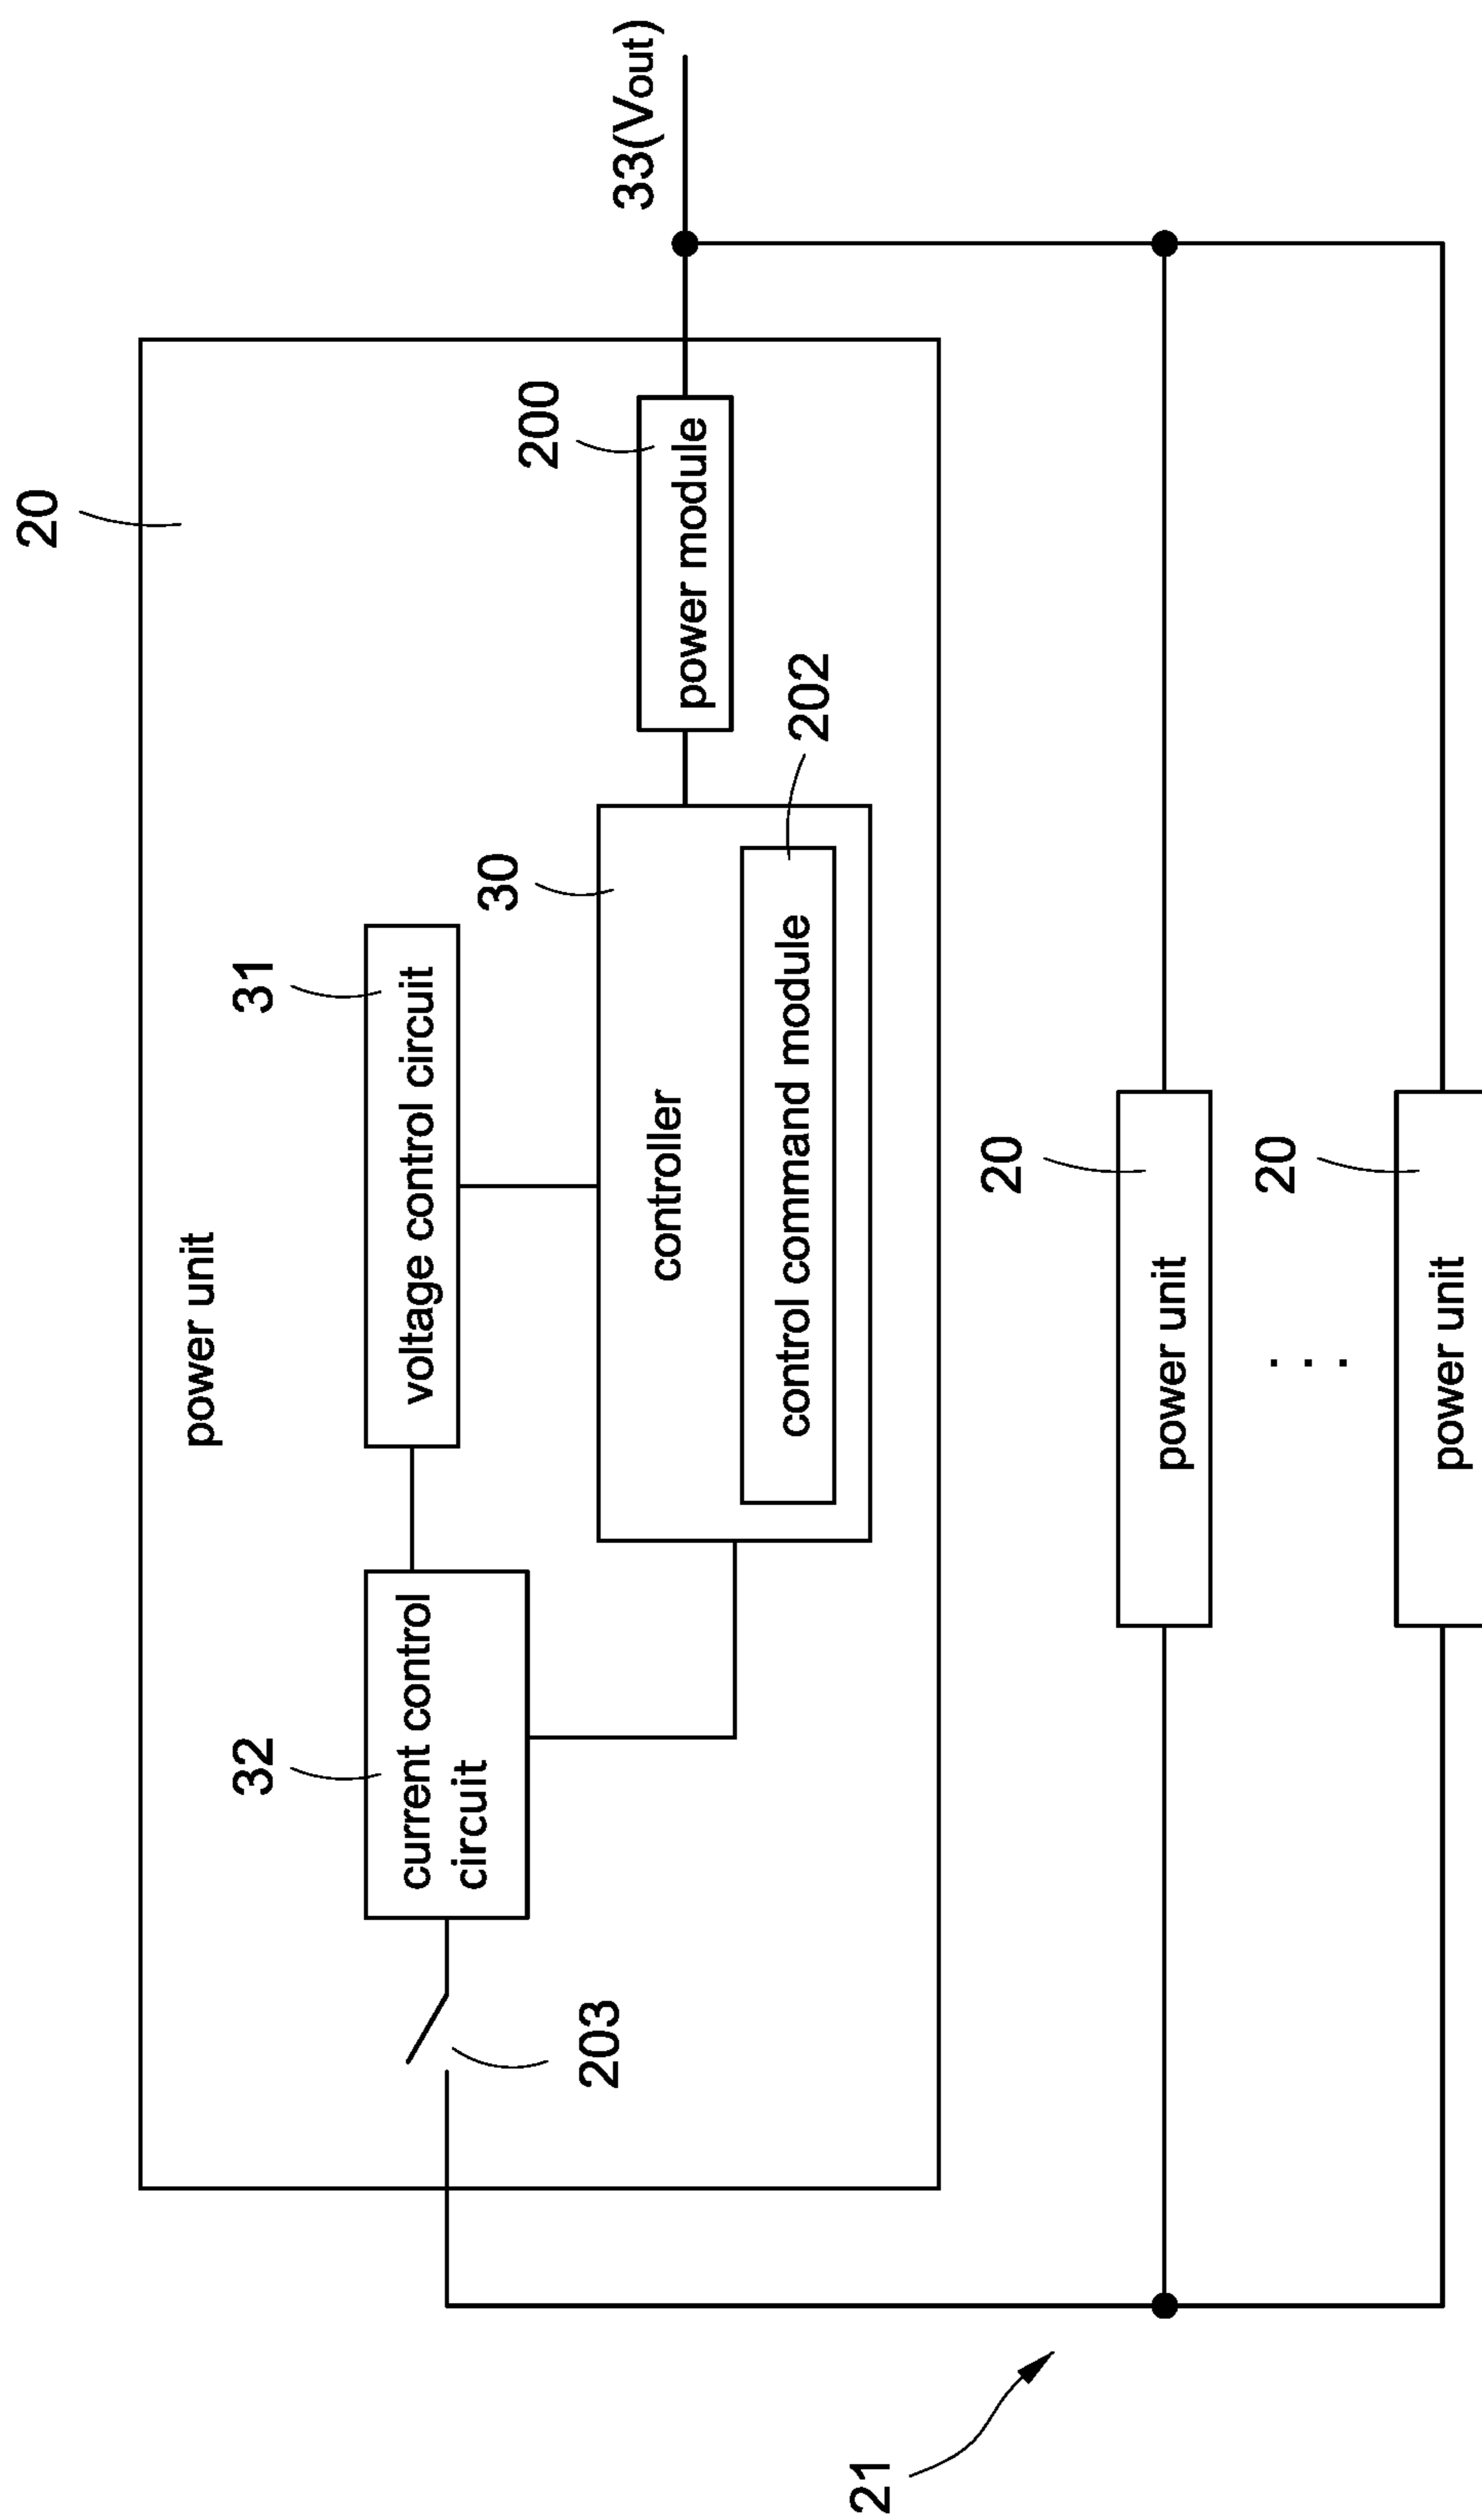 20
power unit
31
voltage control circuit
32
current control
circuit
203
30
controller
control command module
202
200
power module
33(Vout)
20
power unit
20
power unit
21